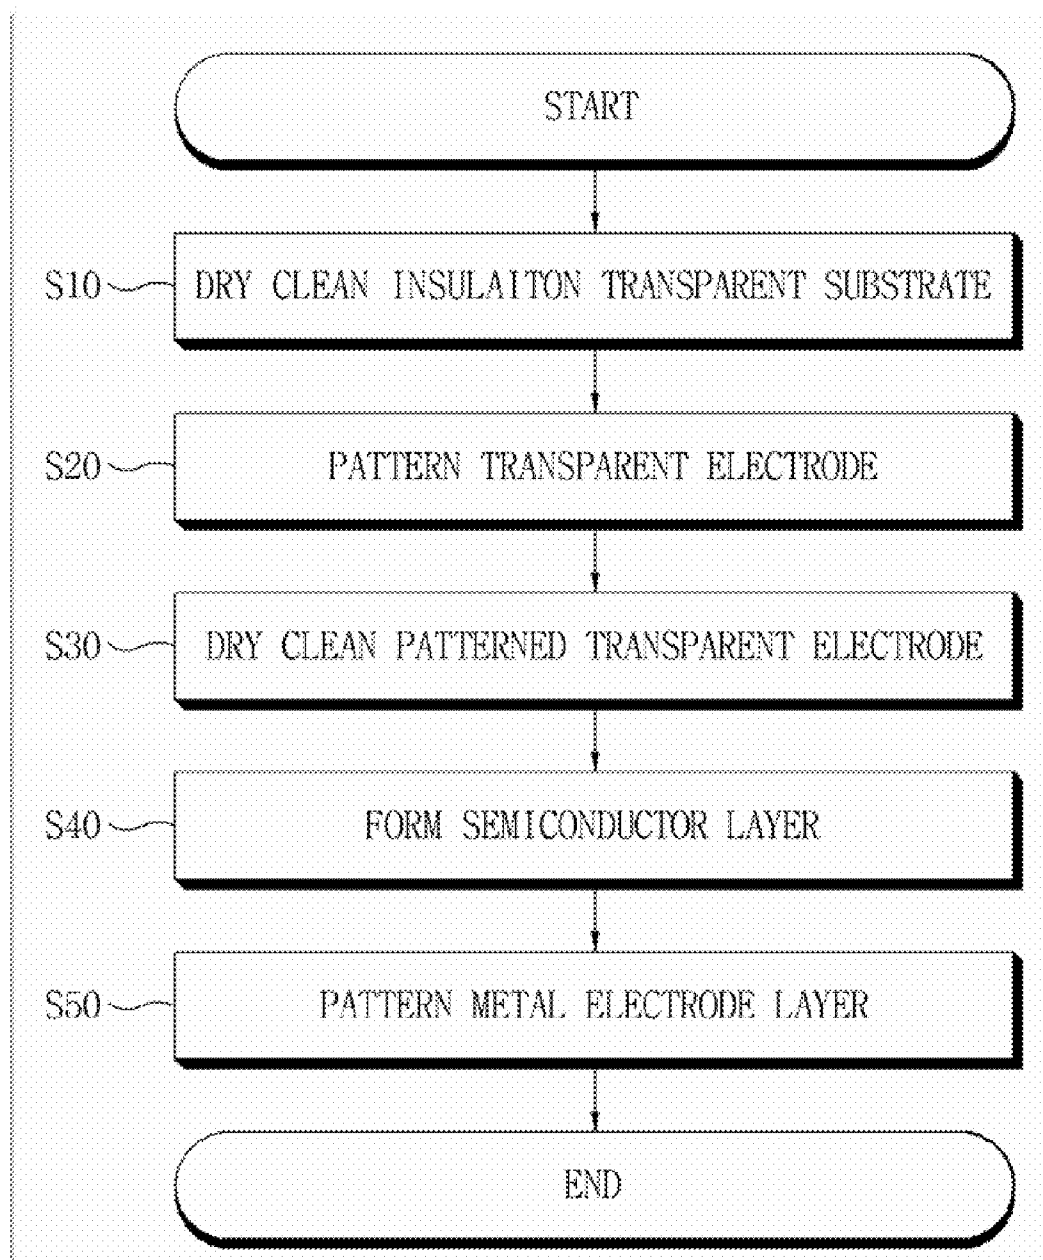 START
S10 DRY CLEAN INSULAITON TRANSPARENT SUBSTRATE
S20 PATTERN TRANSPARENT ELECTRODE
S30 DRY CLEAN PATTERNED TRANSPARENT ELECTRODE
S40 FORM SEMICONDUCTOR LAYER
S50 PATTERN METAL ELECTRODE LAYER
END